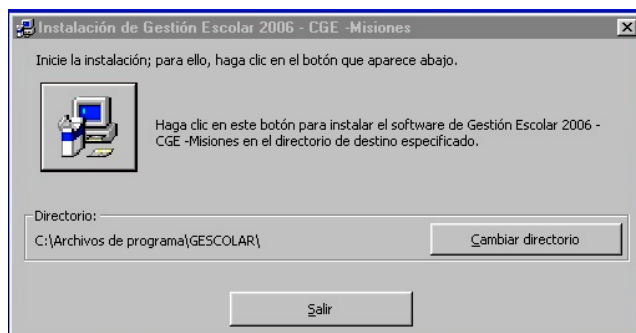 Instalación de Gestión Escolar 2006 - CGE -Misiones
Inicie la instalación; para ello, haga clic en el botón que aparece abajo.
Haga clic en este botón para instalar el software de Gestión Escolar 2006 -
CGE -Misiones en el directorio de destino especificado.
Directorio:
C:\Archivos de programa\GESCOLAR\
Cambiar directorio
Salir